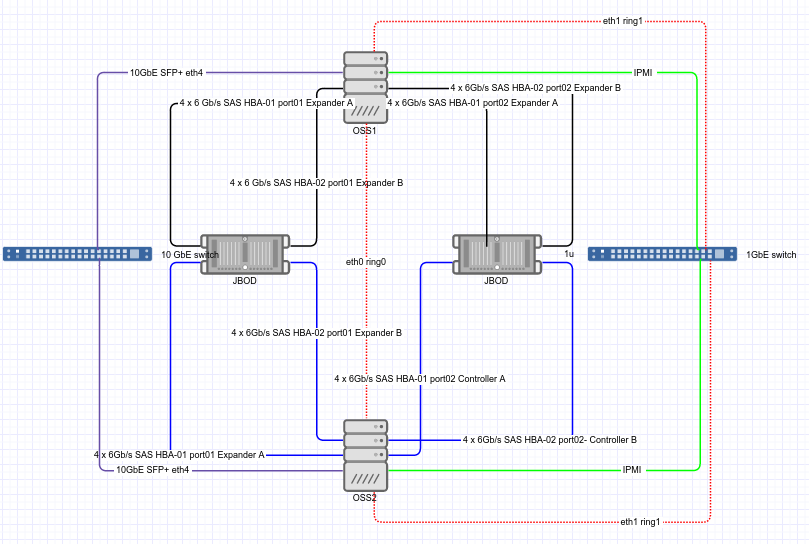 eth1 ring1
10GbE SFP+ eth4
IPMI
4 x 6Gb/s SAS HBA-02 port02 Expander B
4 x 6 Gb/s SAS HBA-01 port01 Expander A
4 x 6Gb/s SAS HBA-01 port02 Expander A
OSS1
4 x 6 Gb/s SAS HBA-02 port01 Expander B
10 GbE switch
1u
1GbE switch
eth0 ring0
JBOD
JBOD
4 x 6Gb/s SAS HBA-02 port01 Expander B
4 x 6Gb/s SAS HBA-01 port02 Controller A
4 x 6Gb/s SAS HBA-02 port02- Controller B
4 x 6Gb/s SAS HBA-01 port01 Expander A
10GbE SFP+ eth4
IPMI
OSS2
eth1 ring1